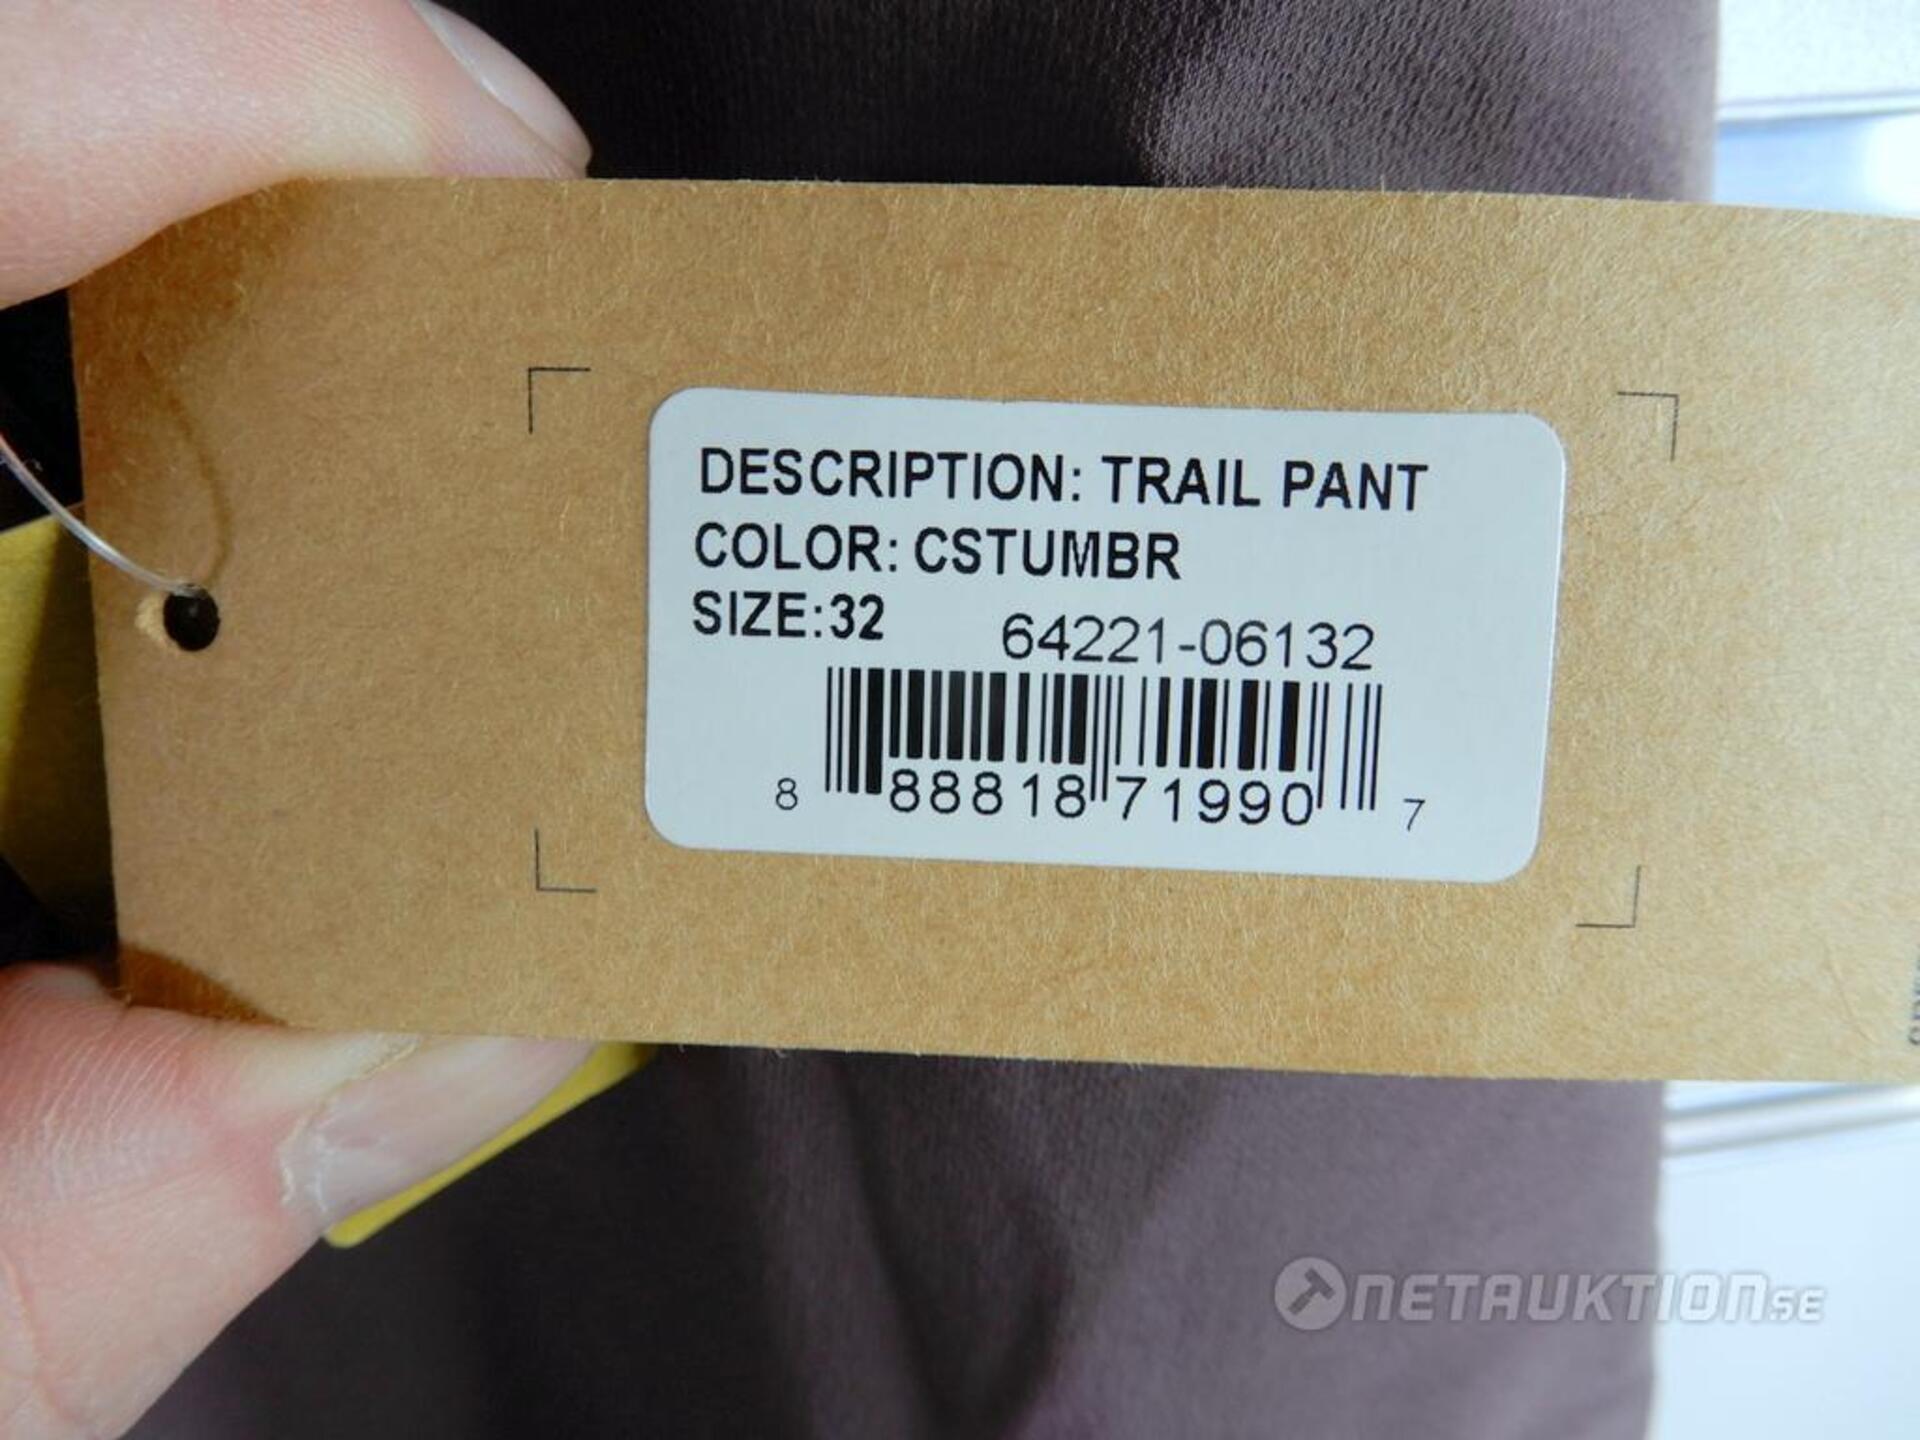 DESCRIPTION: TRAIL PANT
COLOR: CSTUMBR
SIZE:32
64221-06132
8 88818 71990 7
NETAUKTION.SE